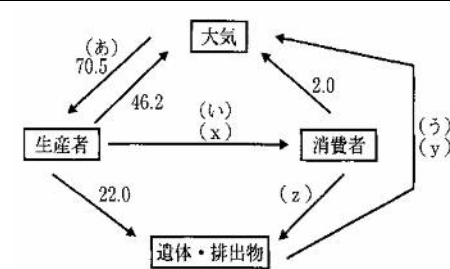 大気
(あ)
70.5
46.2
2.0
(い)
(x)
(う)
(y)
生産者
消費者
22.0
(z)
遺体・排出物